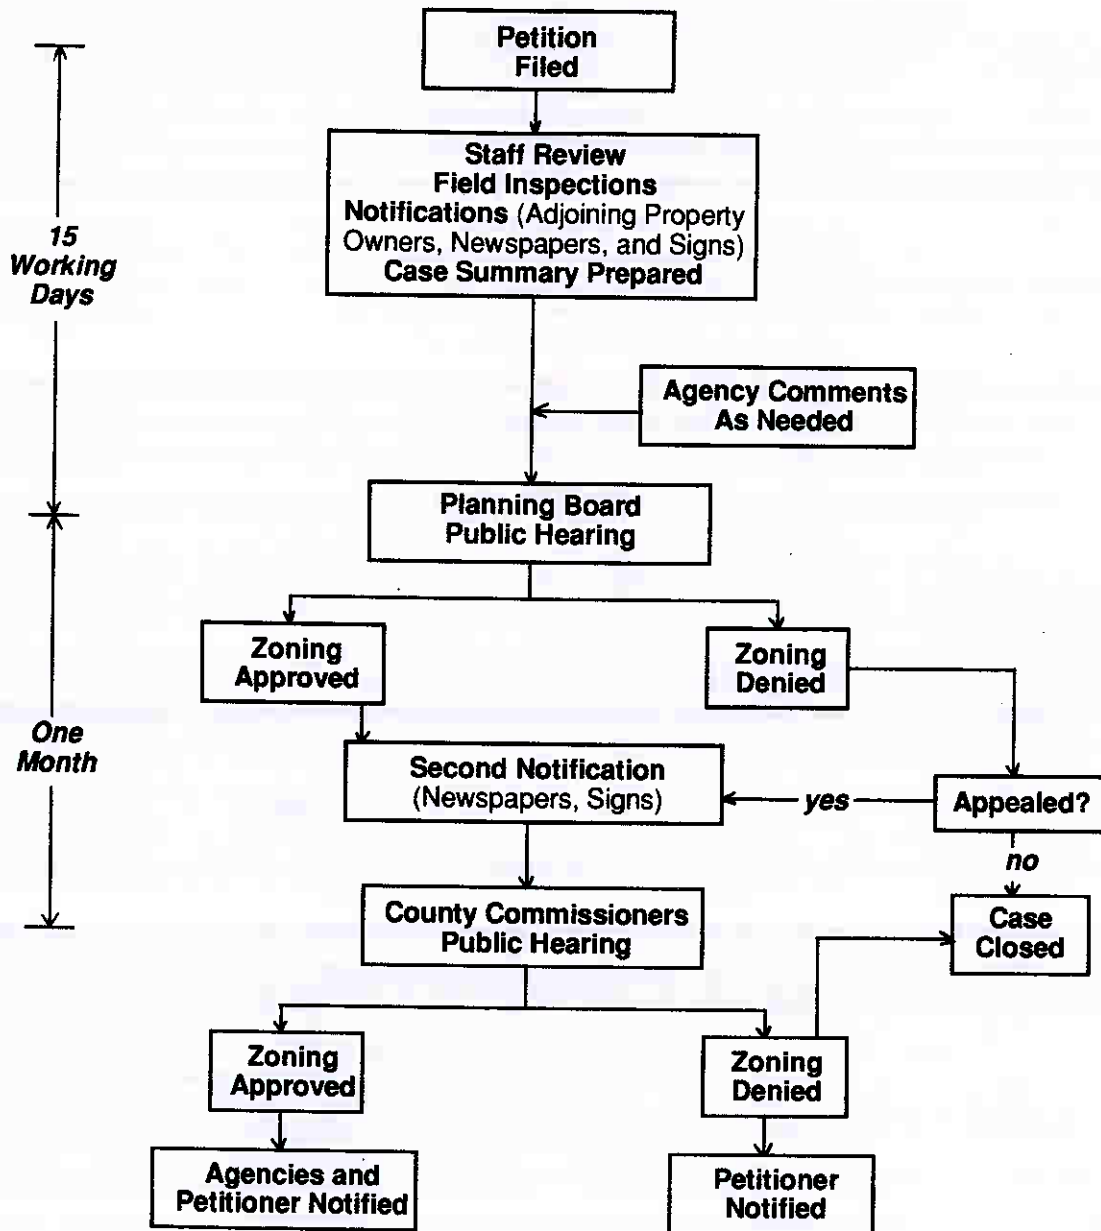 Petition
Filed
Staff Review
Field Inspections
Notifications (Adjoining Property
Owners, Newspapers, and Signs)
Case Summary Prepared
15
Working
Days
Agency Comments
As Needed
Planning Board
Public Hearing
Zoning
Approved
Zoning
Denied
One
Month
Second Notification
(Newspapers, Signs)
yes
Appealed?
no
County Commissioners
Public Hearing
Case
Closed
Zoning
Approved
Zoning
Denied
Agencies and
Petitioner Notified
Petitioner
Notified